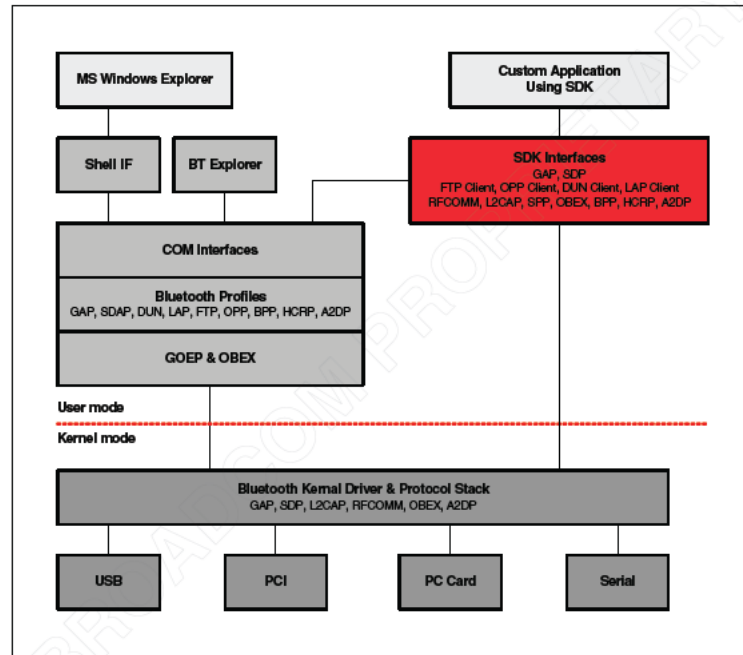 MS Windows Explorer
Custom Application
Using SDK
Shell IF
BT Explorer
SDK Interfaces
GAP, SDP
FTP Client, OPP Client, DUN Client, LAP Client
RFCOMM, L2CAP, SPP, OBEX, BPP, HCRP, A2DP
COM Interfaces
Bluetooth Profiles
GAP, SDAP, DUN, LAP, FTP, OPP, BPP, HCRP, A2DP
GOEP & OBEX
User mode
Kernel mode
Bluetooth Kernal Driver & Protocol Stack
GAP, SDP, L2CAP, RFCOMM, OBEX, A2DP
USB
PCI
PC Card
Serial
BROADCOM PROPRIETARY